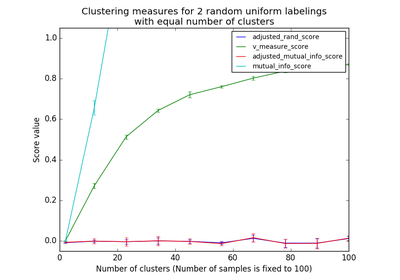 Clustering measures for 2 random uniform labelings
with equal number of clusters
adjusted_rand_score
v_measure_score
adjusted_mutual_info_score
mutual_info_score
Score value
1.0
0.8
0.6
0.4
0.2
0.0
20
40
60
80
100
Number of clusters (Number of samples is fixed to 100)